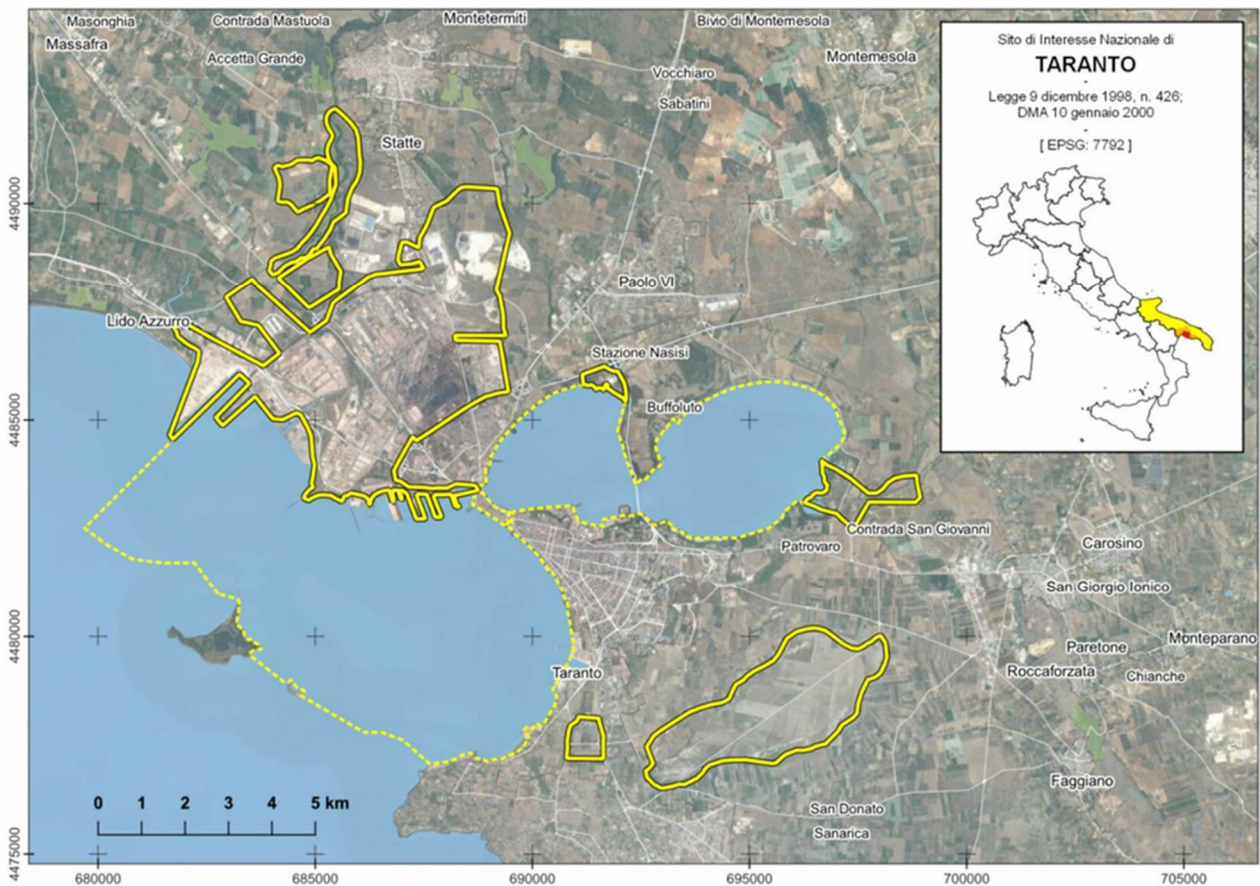 Masonghia
Contrada Mastuola
Montetermiti
Bivio di Montemesola
Massafra
Accetta Grande
Vocchiaro
Montemesola
Sabatini
Statte
Sito di Interesse Nazionale di
TARANTO
-
Legge 9 dicembre 1998, n. 426;
DMA 10 gennaio 2000
-
[ EPSG: 7792 ]
4490000
Paolo VI
Lido Azzurro
Stazione Nasisi
Buffoluto
4485000
Contrada San Giovanni
Patrovaro
Carosino
San Giorgio Ionico
4480000
Monteparano
Paretone
Roccaforzata
Chianche
Taranto
Faggiano
0 1 2 3 4 5 km
San Donato
Sanarica
4475000
680000 685000 690000 695000 700000 705000